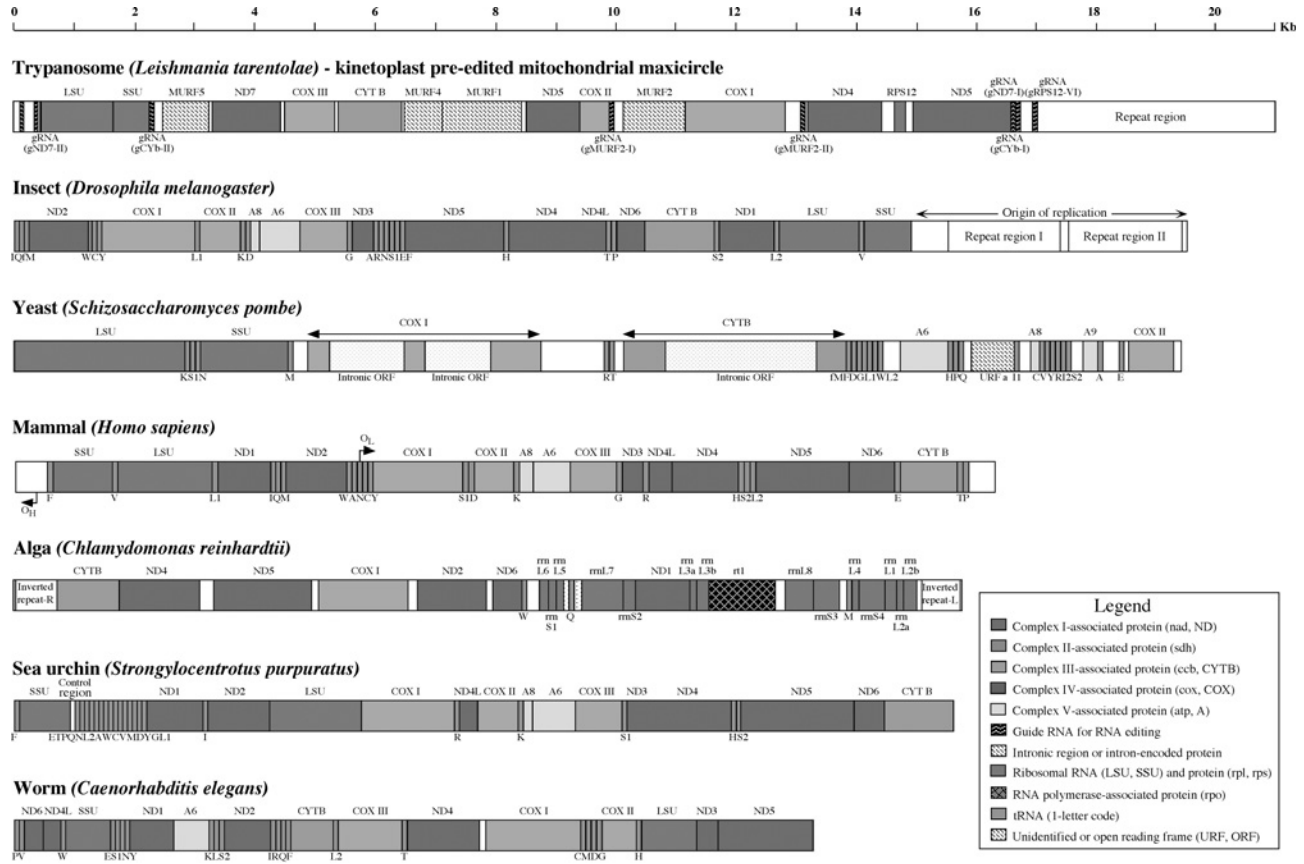 0 2 4 6 8 10 12 14 16 18 20 Kb
Trypanosome (Leishmania tarentolae) - kinetoplast pre-edited mitochondrial maxicircle
gRNA gRNA
LSU SSU MURF5 ND7 COX III CYT B MURF4 MURF1 ND5 COX II MURF2 COX I ND4 RPS12 ND5 (gND7-I) (gRPS12-VI)
Repeat region
gRNA gRNA gRNA gRNA gRNA
(gND7-II) (gCYb-II) (gMURF2-I) (gMURF2-II) (gCYb-I)
Insect (Drosophila melanogaster)
ND2 COX I COX II A8 A6 COX III ND3 ND5 ND4 ND4L ND6 CYT B ND1 LSU SSU Origin of replication
Repeat region I Repeat region II
IQfM WCY L1 KD G ARNS1EF H TP S2 L2 V
Yeast (Schizosaccharomyces pombe)
LSU SSU COX I CYTB A6 A8 A9 COX II
KS1N M Intronic ORF Intronic ORF RT Intronic ORF fMFDGL1WL2 HPQ URF a I1 CVYRI2S2 A E
Mammal (Homo sapiens)
OL
SSU LSU ND1 ND2 COX I COX II A8 A6 COX III ND3 ND4L ND4 ND5 ND6 CYT B
F V L1 IQM WANCY S1D K G R HS2L2 E TP
OH
Alga (Chlamydomonas reinhardtii)
rrn rrn rrn rrn rrn rrn rrn
CYTB ND4 ND5 COX I ND2 ND6 L6 L5 rrnL7 ND1 L3a L3b rt1 rrnL8 L4 L1 L2b
Inverted repeat-R Inverted repeat-L
W rrn Q rrnS2 rrnS3 M rrnS4 rrn
S1 L2a
Legend
Complex I-associated protein (nad, ND)
Complex II-associated protein (sdh)
Complex III-associated protein (ccb, CYTB)
Complex IV-associated protein (cox, COX)
Complex V-associated protein (atp, A)
Guide RNA for RNA editing
Intronic region or intron-encoded protein
Ribosomal RNA (LSU, SSU) and protein (rpl, rps)
RNA polymerase-associated protein (rpo)
tRNA (1-letter code)
Unidentified or open reading frame (URF, ORF)
Sea urchin (Strongylocentrotus purpuratus)
SSU Control region ND1 ND2 LSU COX I ND4L COX II A8 A6 COX III ND3 ND4 ND5 ND6 CYT B
F ETPQNL2AWCVMDYGL1 I R K S1 HS2
Worm (Caenorhabditis elegans)
ND6 ND4L SSU ND1 A6 ND2 CYTB COX III ND4 COX I COX II LSU ND3 ND5
PV W ES1NY KLS2 IRQF L2 T CMDG H